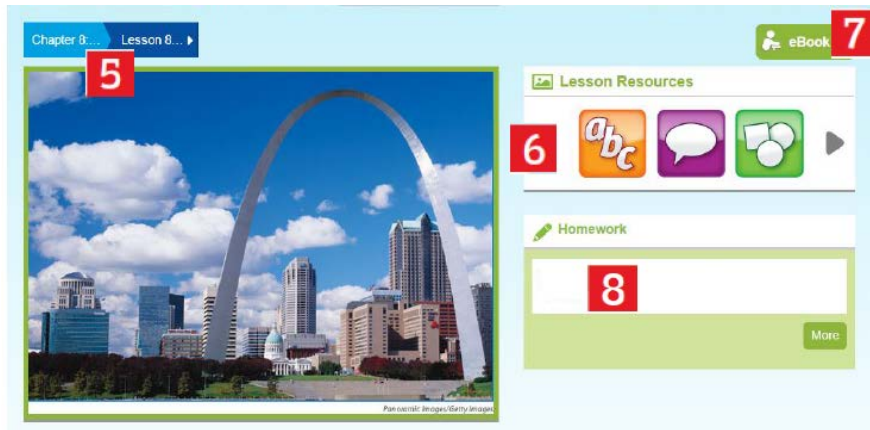 Chapter 8:... Lesson 8...
5
eBook
7
Lesson Resources
6
abc
Homework
8
More
Panoramic Images/Getty Images